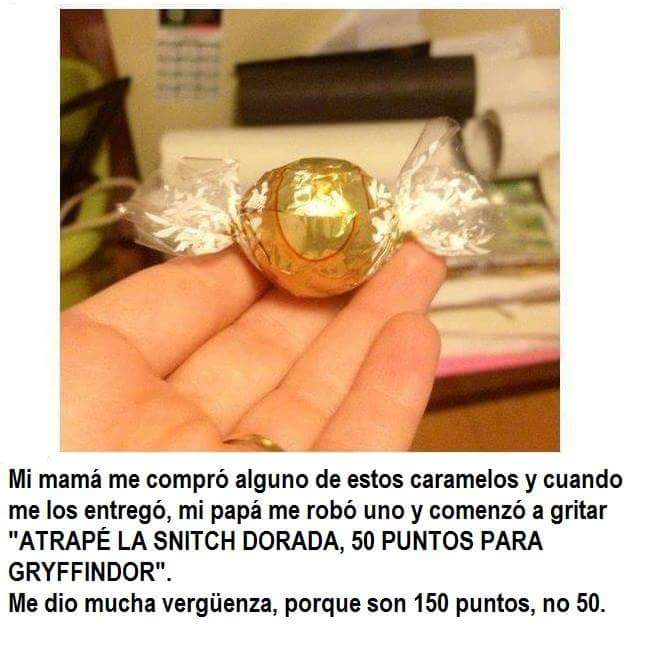 Mi mamá me compró alguno de estos caramelos y cuando
me los entregó, mi papá me robó uno y comenzó a gritar
"ATRAPÉ LA SNITCH DORADA, 50 PUNTOS PARA
GRYFFINDOR".
Me dio mucha vergüenza, porque son 150 puntos, no 50.